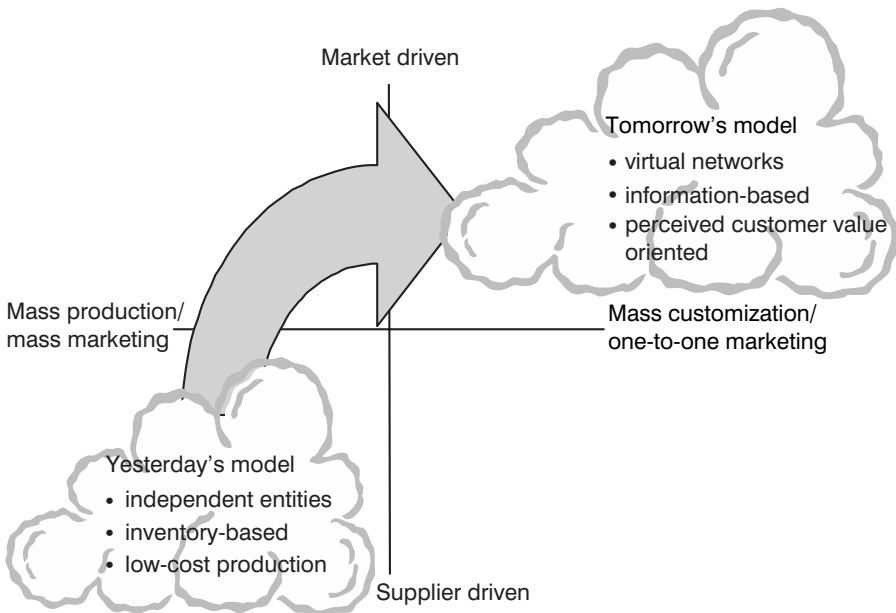 Market driven
Tomorrow's model
• virtual networks
• information-based
• perceived customer value
oriented
Mass production/
mass marketing
Mass customization/
one-to-one marketing
Yesterday's model
• independent entities
• inventory-based
• low-cost production
Supplier driven